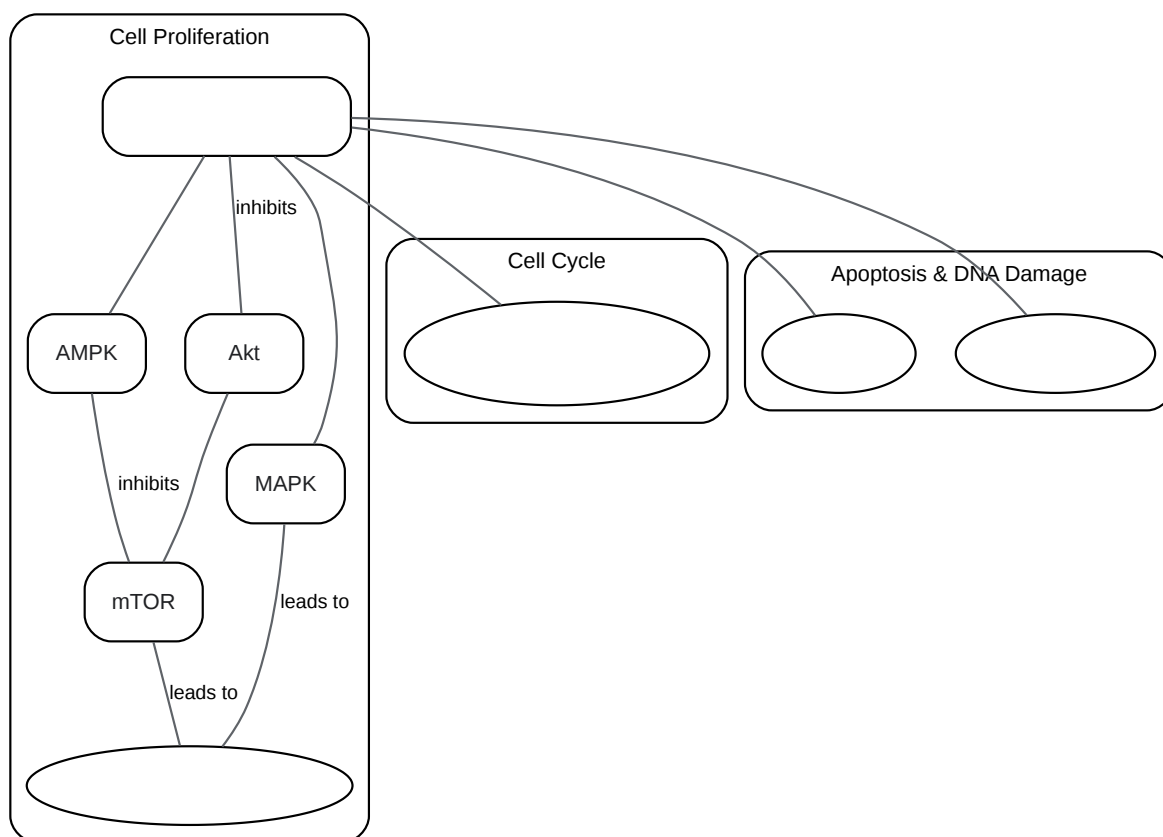 Cell Proliferation
inhibits
Cell Cycle
Apoptosis & DNA Damage
AMPK
Akt
inhibits
MAPK
mTOR
leads to
leads to